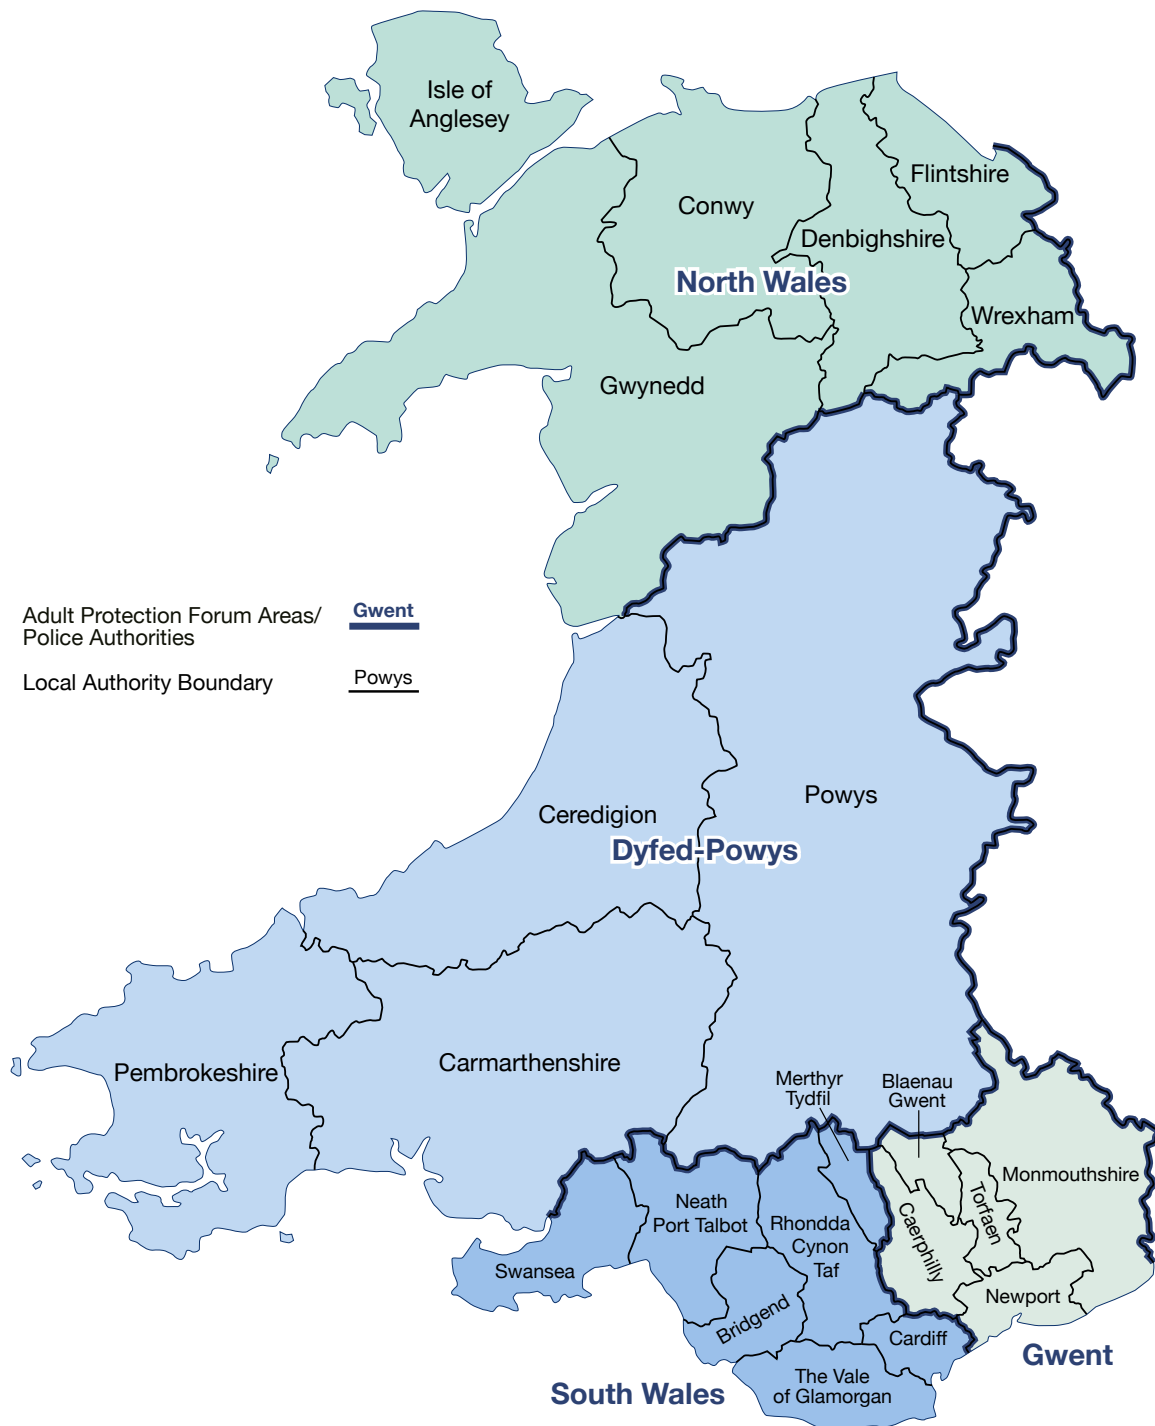 Isle of
Anglesey
Flintshire
Conwy
Denbighshire
North Wales
Wrexham
Gwynedd
Adult Protection Forum Areas/
Police Authorities
Gwent
Local Authority Boundary
Powys
Powys
Ceredigion
Dyfed-Powys
Pembrokeshire
Carmarthenshire
Merthyr
Tydfil
Blaenau
Gwent
Monmouthshire
Neath
Port Talbot
Rhondda
Cynon
Taf
Caerphilly
Torfaen
Swansea
Newport
Bridgend
Cardiff
Gwent
The Vale
of Glamorgan
South Wales